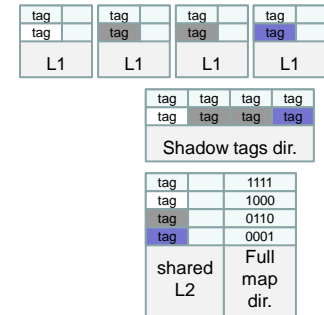 tag tag tag tag
tag tag tag tag
L1 L1 L1 L1
tag tag tag tag
tag tag tag tag
Shadow tags dir.
tag 1111
tag 1000
tag 0110
tag 0001
shared L2
Full map dir.